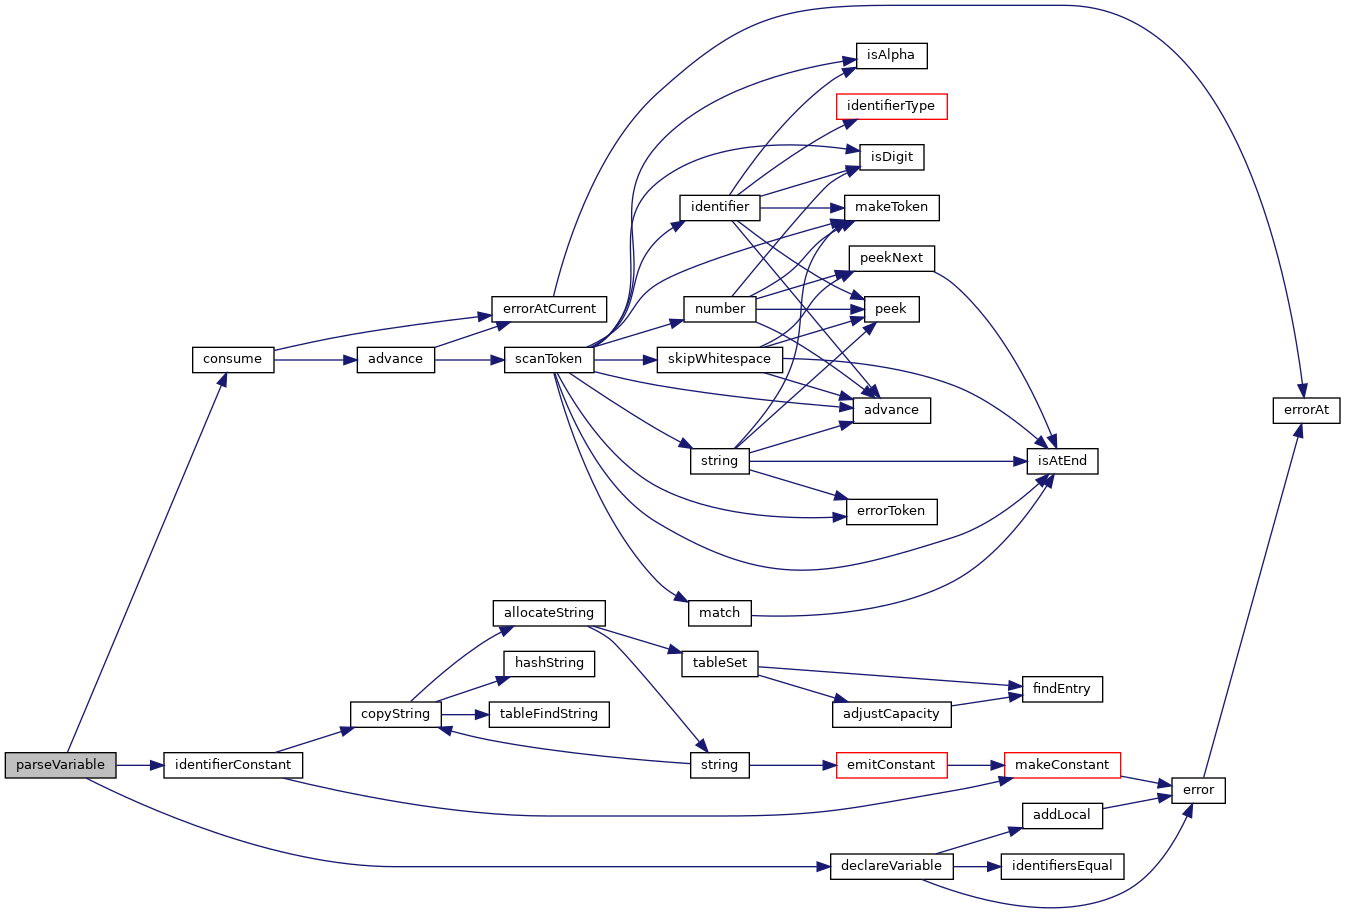 isAlpha
identifierType
isDigit
identifier
makeToken
peekNext
errorAtCurrent
number
peek
consume
advance
scanToken
skipWhitespace
advance
errorAt
string
isAtEnd
errorToken
allocateString
match
hashString
tableSet
findEntry
copyString
tableFindString
adjustCapacity
parseVariable
identifierConstant
string
emitConstant
makeConstant
error
addLocal
declareVariable
identifiersEqual